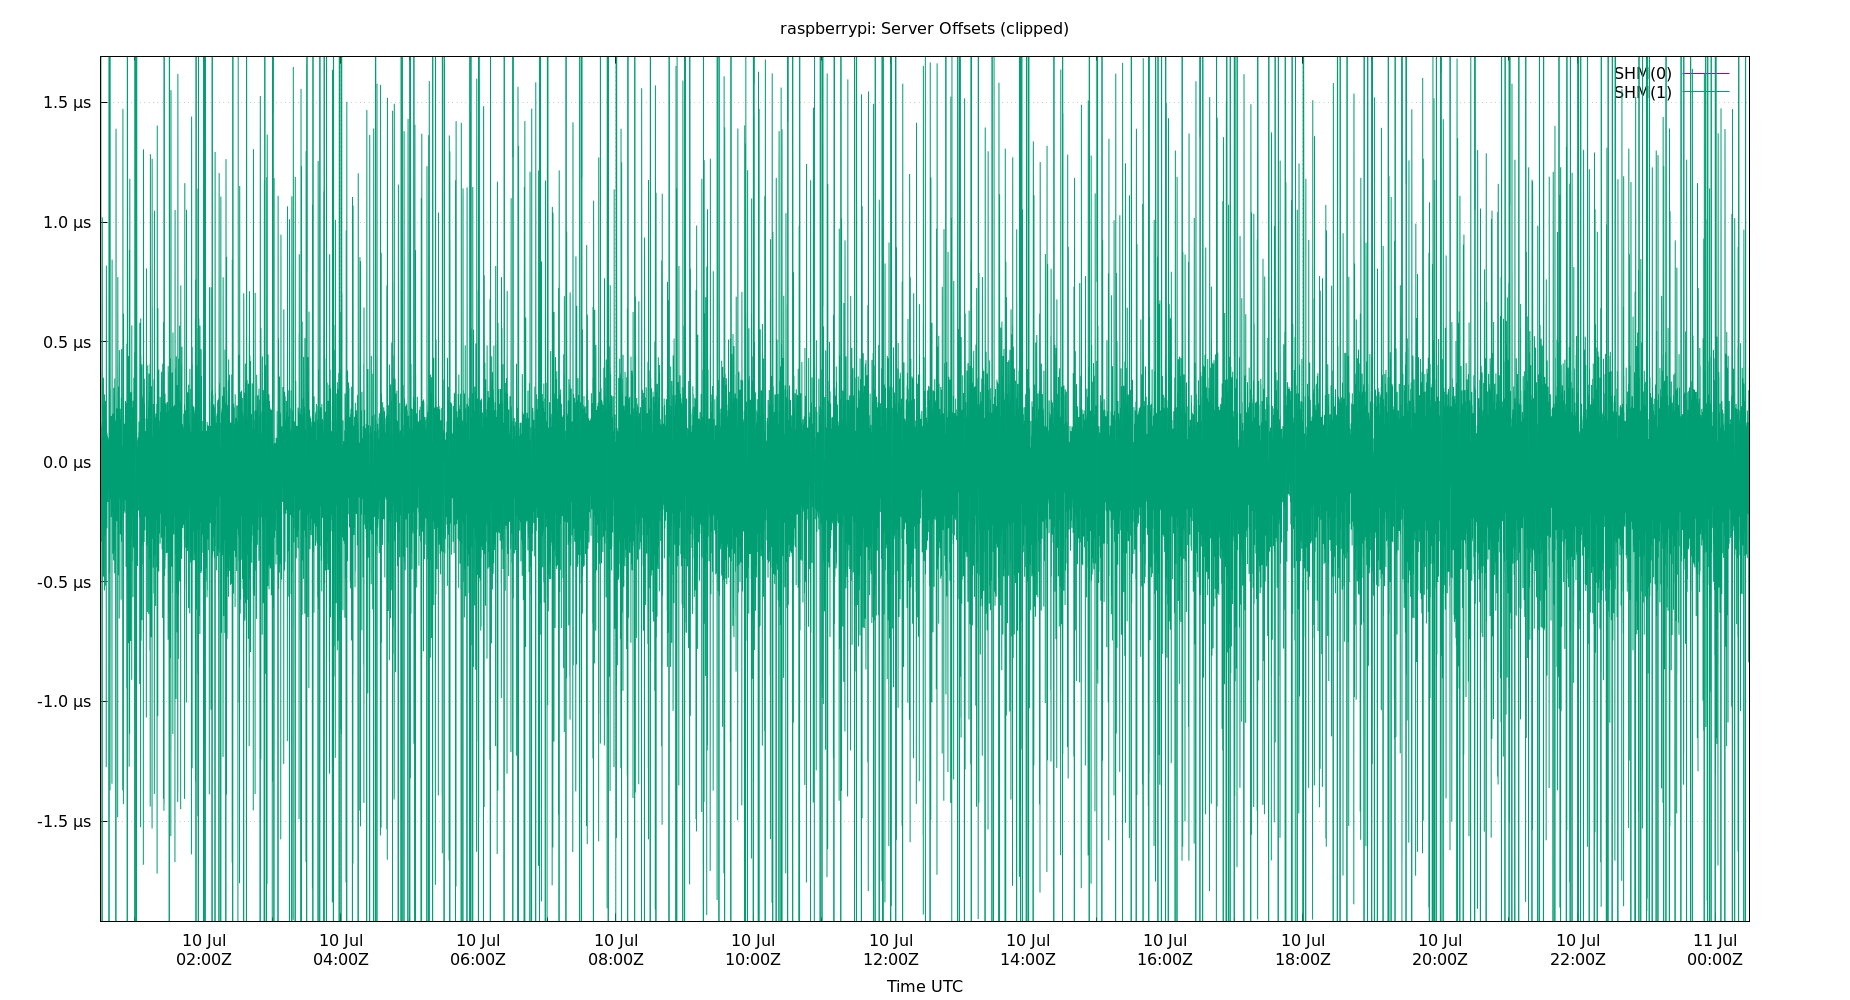 raspberrypi: Server Offsets (clipped)
SHM(0)
SHM(1)
1.5 µs
1.0 µs
0.5 µs
0.0 µs
-0.5 µs
-1.0 µs
-1.5 µs
10 Jul 10 Jul 10 Jul 10 Jul 10 Jul 10 Jul 10 Jul 10 Jul 10 Jul 10 Jul 10 Jul 11 Jul
02:00Z 04:00Z 06:00Z 08:00Z 10:00Z 12:00Z 14:00Z 16:00Z 18:00Z 20:00Z 22:00Z 00:00Z
Time UTC